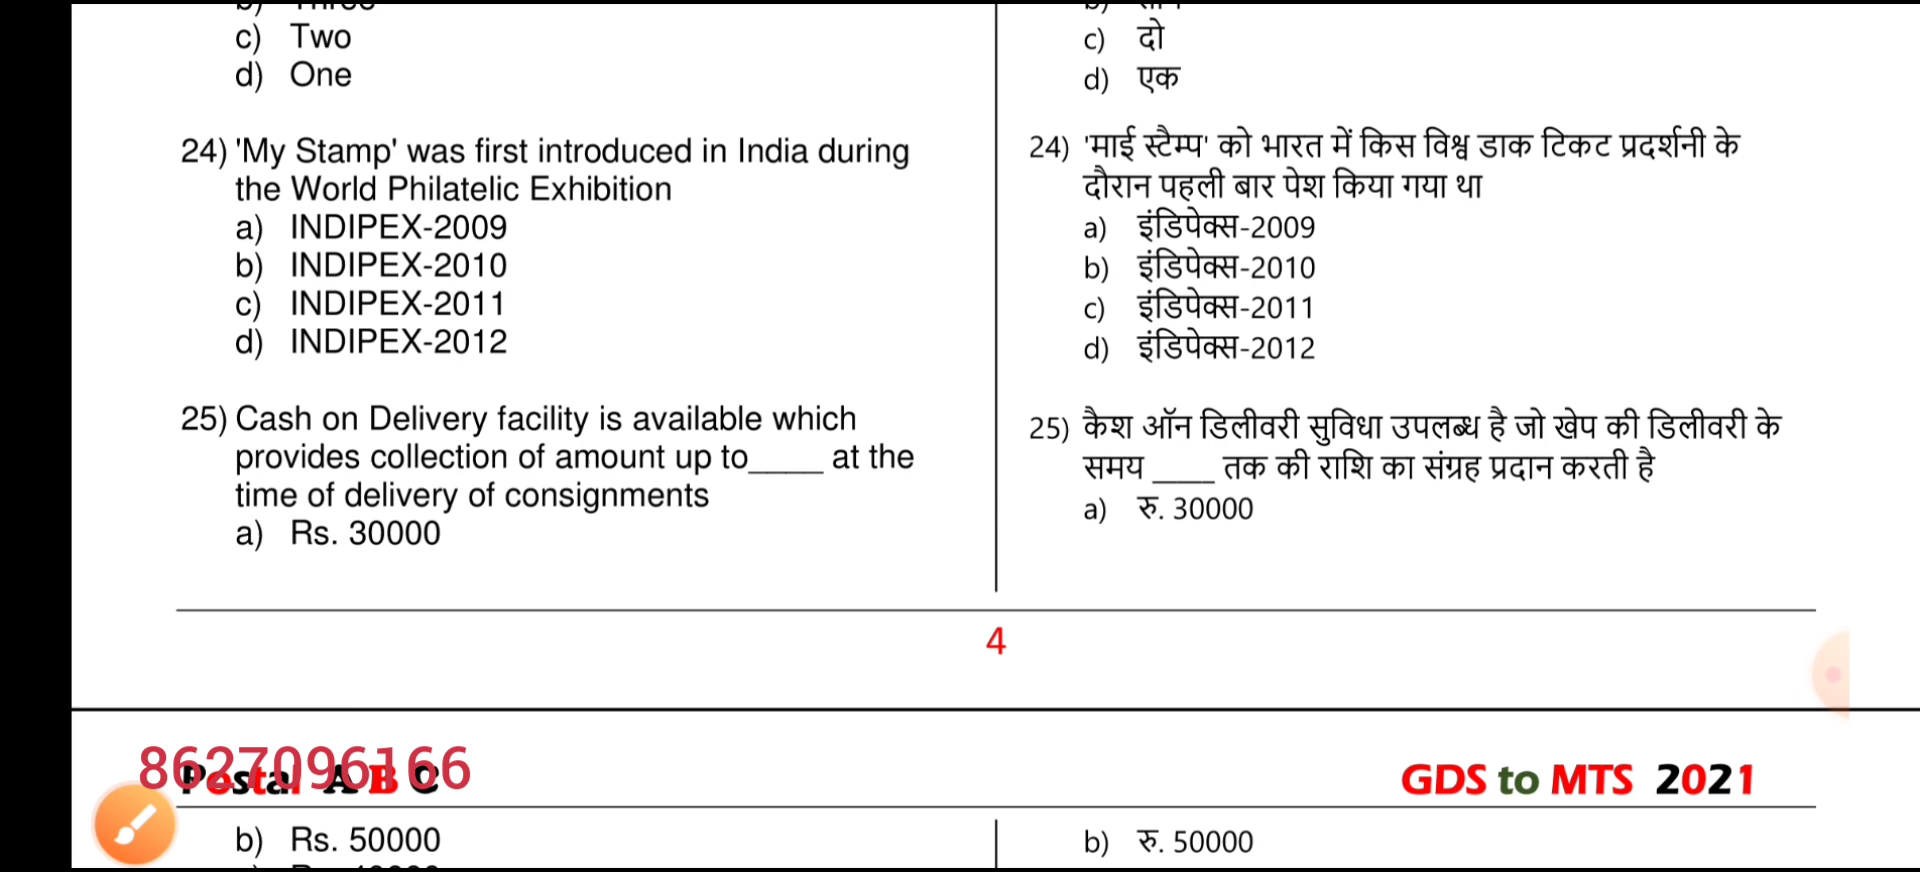 c) Two
d) One
24) 'My Stamp' was first introduced in India during
the World Philatelic Exhibition
a) INDIPEX-2009
b) INDIPEX-2010
c) INDIPEX-2011
d) INDIPEX-2012
25) Cash on Delivery facility is available which
provides collection of amount up to_____ at the
time of delivery of consignments
a) Rs. 30000
c) दो
d) एक
24) 'माई स्टैम्प' को भारत में किस विश्व डाक टिकट प्रदर्शनी के
दौरान पहली बार पेश किया गया था
a) इंडिपेक्स-2009
b) इंडिपेक्स-2010
c) इंडिपेक्स-2011
d) इंडिपेक्स-2012
25) कैश ऑन डिलीवरी सुविधा उपलब्ध है जो खेप की डिलीवरी के
समय _____ तक की राशि का संग्रह प्रदान करती है
a) रु. 30000
4
8627096166
Postal A B C
GDS to MTS 2021
b) Rs. 50000
b) रु. 50000